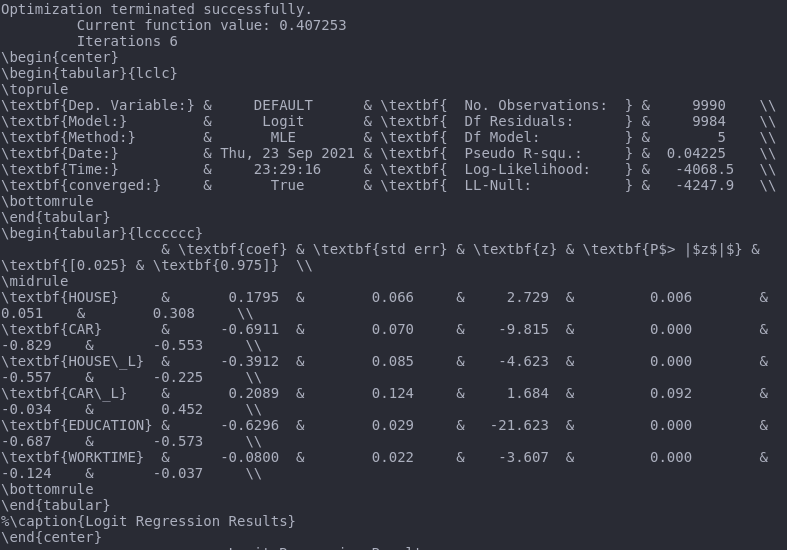 Optimization terminated successfully.
         Current function value: 0.407253
         Iterations 6
\begin{center}
\begin{tabular}{lclc}
\toprule
\textbf{Dep. Variable:} &     DEFAULT      & \textbf{  No. Observations:  } &     9990    \\
\textbf{Model:}         &      Logit       & \textbf{  Df Residuals:      } &     9984    \\
\textbf{Method:}        &       MLE        & \textbf{  Df Model:          } &        5    \\
\textbf{Date:}          & Thu, 23 Sep 2021 & \textbf{  Pseudo R-squ.:     } &  0.04225    \\
\textbf{Time:}          &     23:29:16     & \textbf{  Log-Likelihood:    } &   -4068.5   \\
\textbf{converged:}     &       True       & \textbf{  LL-Null:           } &   -4247.9   \\
\bottomrule
\end{tabular}
\begin{tabular}{lcccccc}
                   & \textbf{coef} & \textbf{std err} & \textbf{z} & \textbf{P$> |$z$|$} &
\textbf{[0.025} & \textbf{0.975]}  \\
\midrule
\textbf{HOUSE}     &       0.1795  &        0.066     &     2.729  &         0.006        &
0.051    &        0.308     \\
\textbf{CAR}       &      -0.6911  &        0.070     &    -9.815  &         0.000        &
-0.829    &       -0.553     \\
\textbf{HOUSE\_L}  &      -0.3912  &        0.085     &    -4.623  &         0.000        &
-0.557    &       -0.225     \\
\textbf{CAR\_L}    &       0.2089  &        0.124     &     1.684  &         0.092        &
-0.034    &        0.452     \\
\textbf{EDUCATION} &      -0.6296  &        0.029     &   -21.623  &         0.000        &
-0.687    &       -0.573     \\
\textbf{WORKTIME}  &      -0.0800  &        0.022     &    -3.607  &         0.000        &
-0.124    &       -0.037     \\
\bottomrule
\end{tabular}
%\caption{Logit Regression Results}
\end{center}